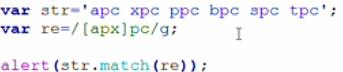 var str='apc xpc ppc bpc spc tpc';
var re=/[apx]pc/g;
alert(str.match(re));